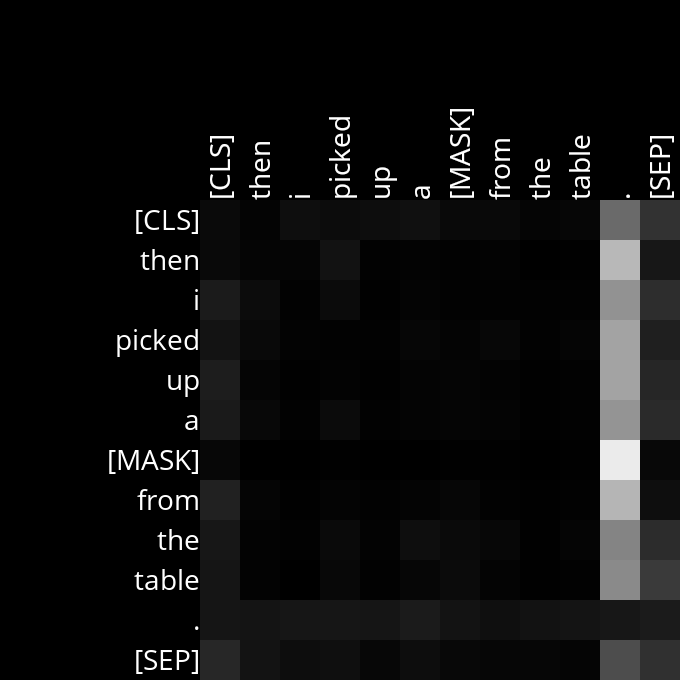 [CLS] then i picked up a [MASK] from the table . [SEP]
[CLS]
then
i
picked
up
a
[MASK]
from
the
table
.
[SEP]